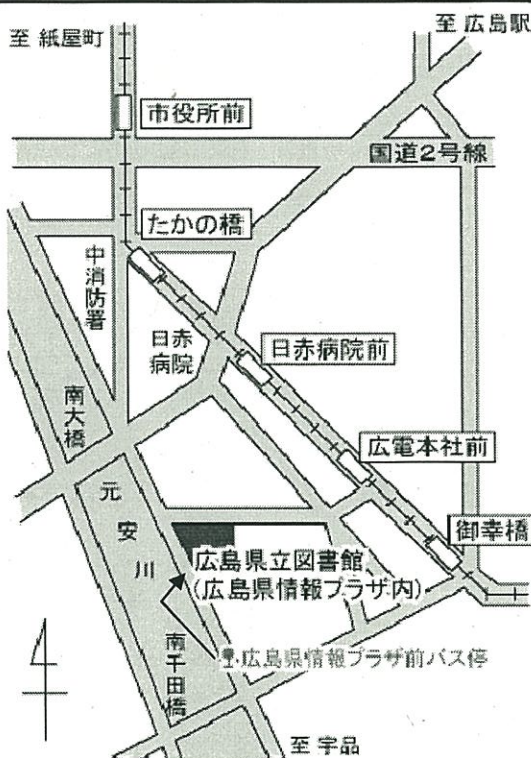 至 紙屋町
至 広島駅
市役所前
国道2号線
たかの橋
中消防署
日赤
病院
日赤病院前
南大橋
広電本社前
元安川
御幸橋
広島県立図書館
(広島県情報プラザ内)
広島県情報プラザ前バス停
南千田橋
至 宇品